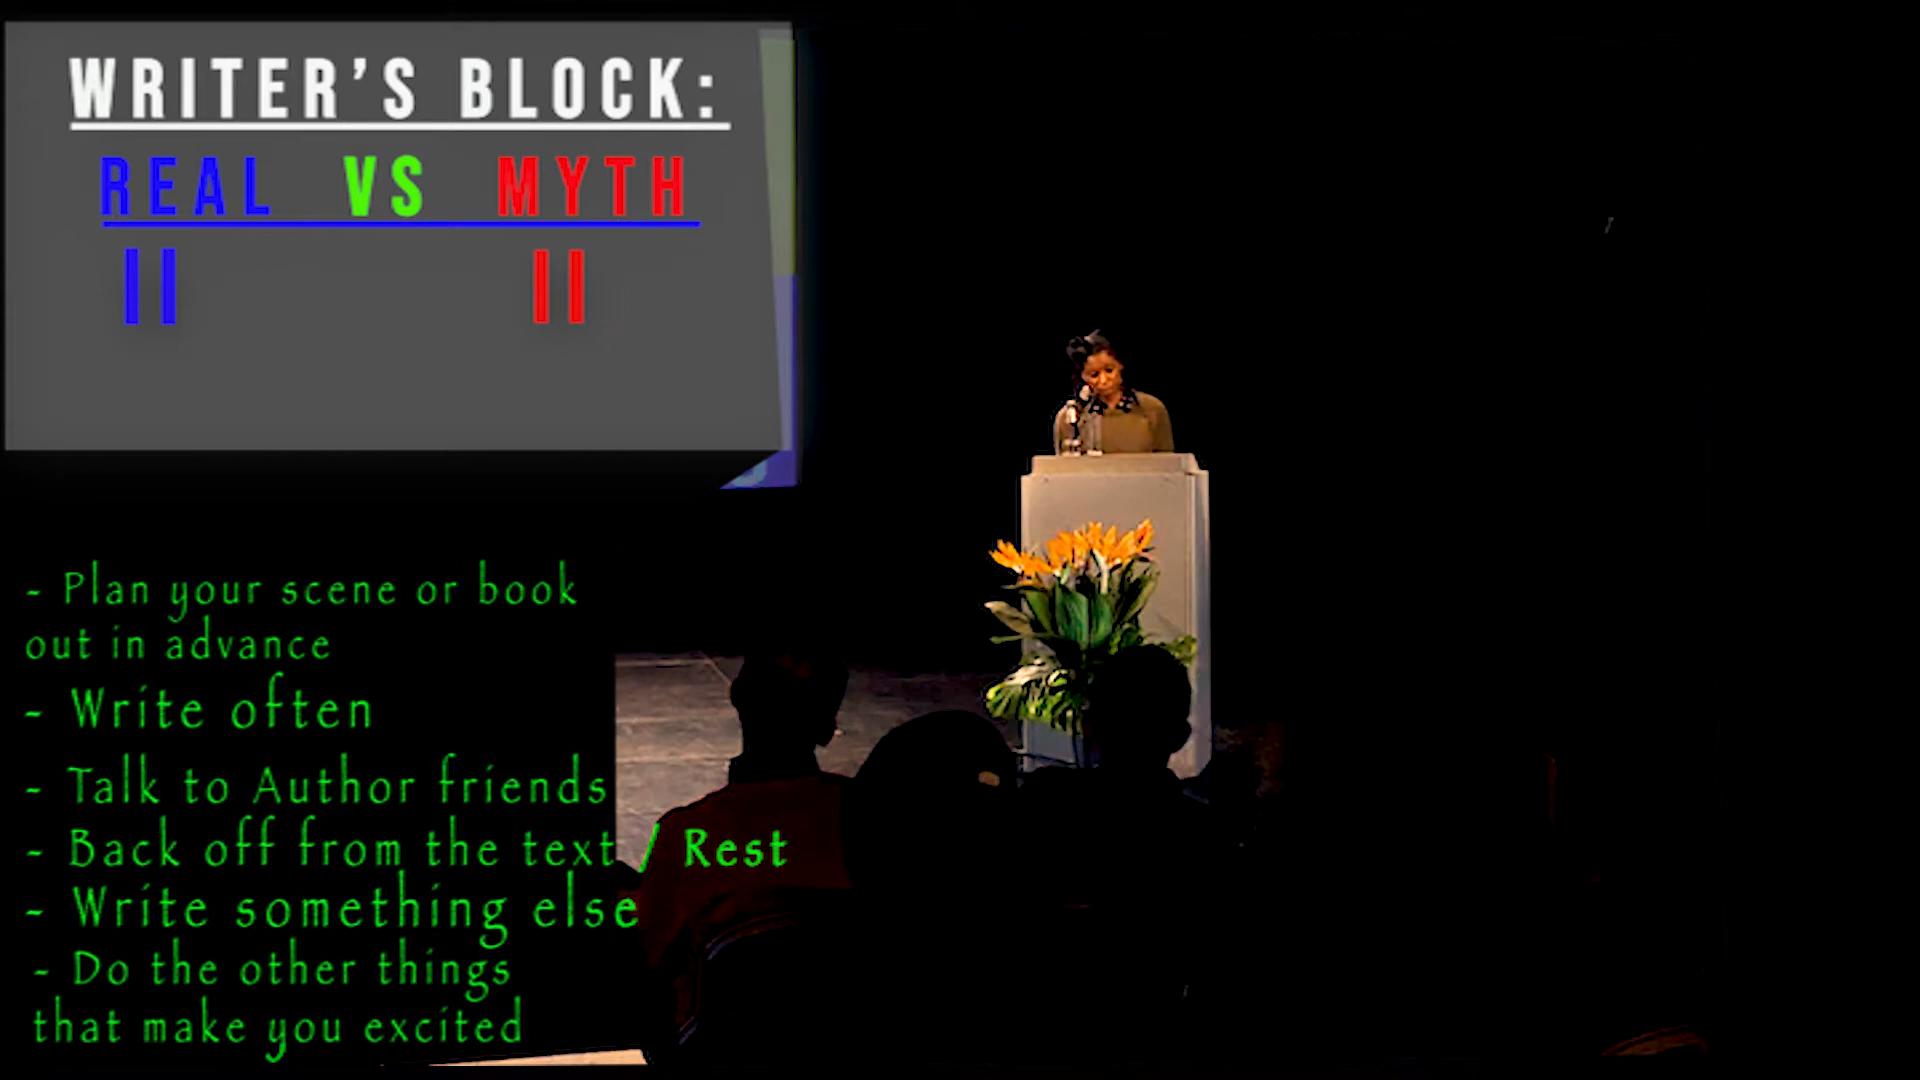 WRITER'S BLOCK:
REAL VS MYTH
II II
- Plan your scene or book
out in advance
- Write often
- Talk to Author friends
- Back off from the text / Rest
- Write something else
- Do the other things
that make you excited